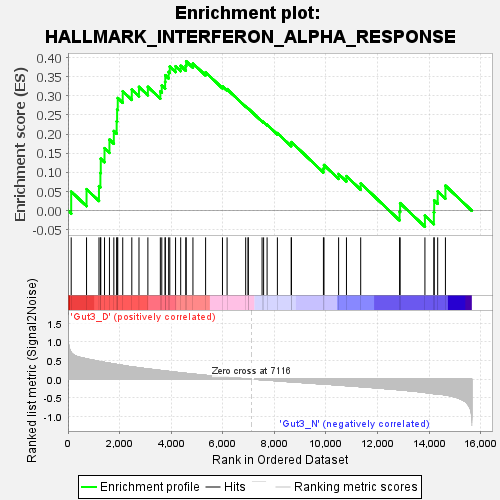 Enrichment plot:
HALLMARK_INTERFERON_ALPHA_RESPONSE
Enrichment score (ES)
0.40
0.35
0.30
0.25
0.20
0.15
0.10
0.05
0.00
-0.05
'Gut3_D' (positively correlated)
Ranked list metric (Signal2Noise)
1.5
1.0
0.5
0.0
-0.5
-1.0
Zero cross at 7116
'Gut3_N' (negatively correlated)
0 2,000 4,000 6,000 8,000 10,000 12,000 14,000 16,000
Rank in Ordered Dataset
Enrichment profile Hits Ranking metric scores